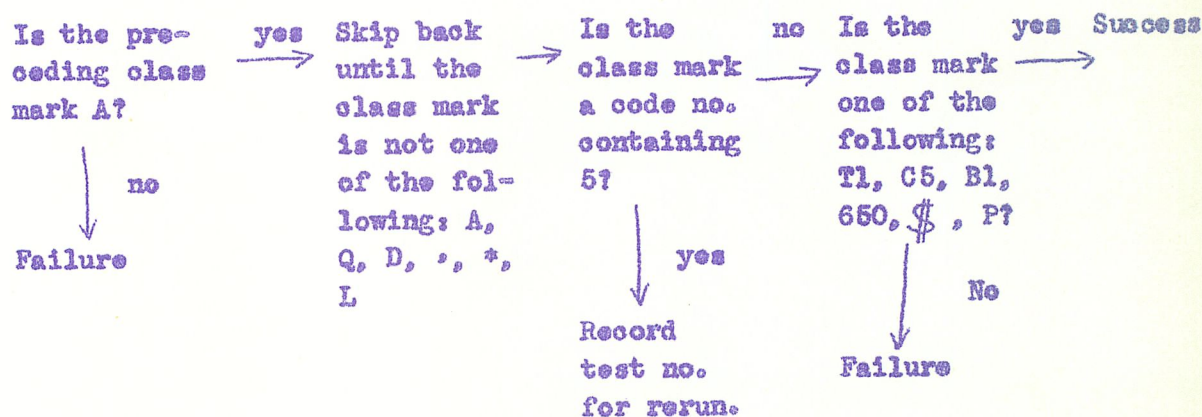 Is the pre-
ceding class
mark A?
yes
no
Failure
Skip back
until the
class mark
is not one
of the fol-
lowing: A,
Q, D, ,, *,
L
Is the
class mark
a code no.
containing
5?
no
yes
Record
test no.
for rerun.
Is the
class mark
one of the
following:
T1, C5, B1,
650, $ , P?
yes
Success
No
Failure